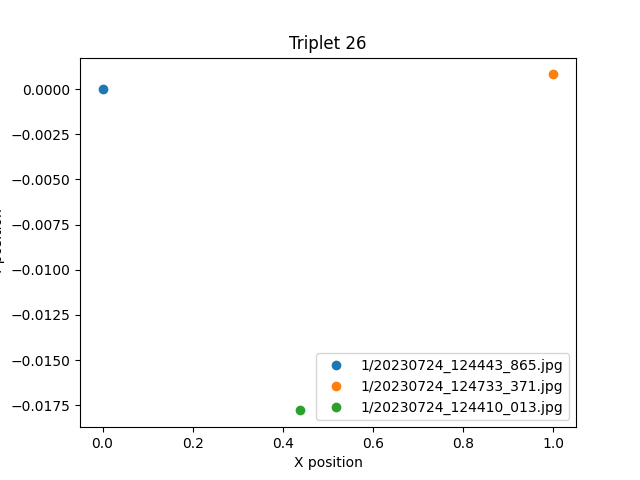 Triplet 26
0.0000
−0.0025
−0.0050
−0.0075
−0.0100
−0.0125
−0.0150
−0.0175
1/20230724_124443_865.jpg
1/20230724_124733_371.jpg
1/20230724_124410_013.jpg
0.0 0.2 0.4 0.6 0.8 1.0
X position